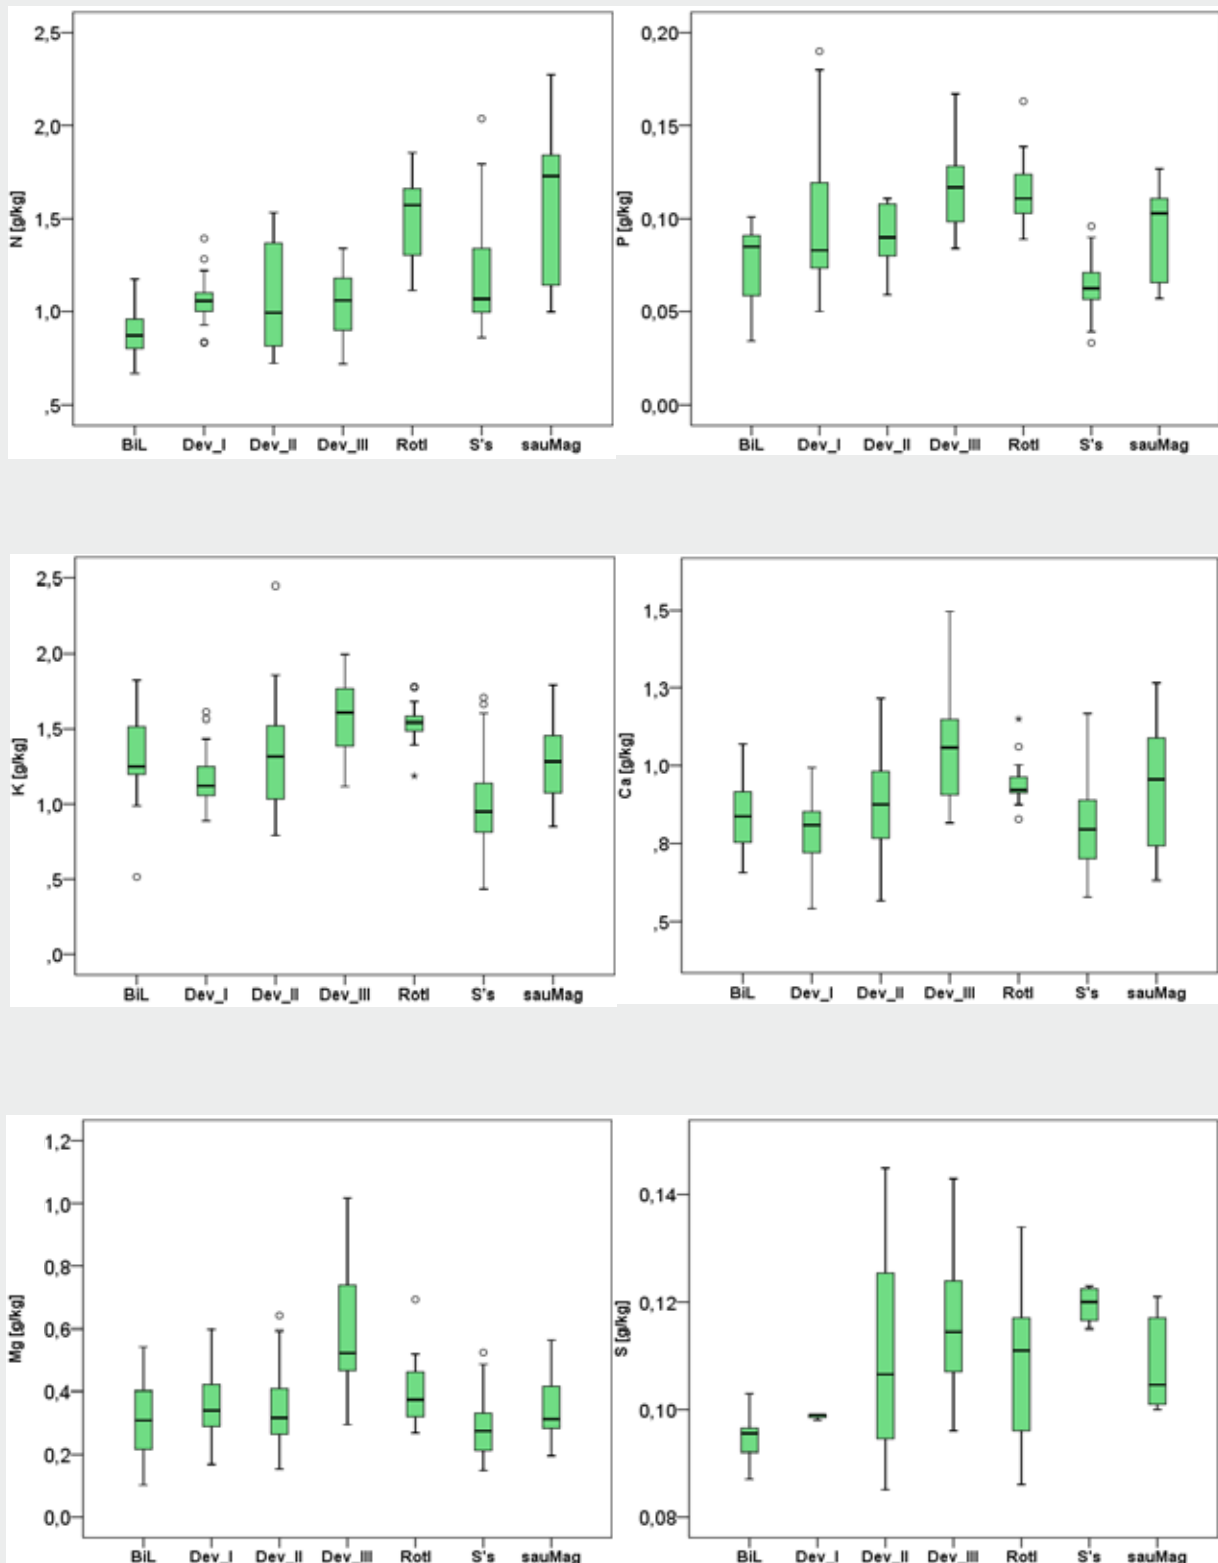 N [g/kg]
2,5
2,0
1,5
1,0
,5
BiL Dev_I Dev_II Dev_III Rotl S's sauMag
P [g/kg]
0,20
0,15
0,10
0,05
0,00
BiL Dev_I Dev_II Dev_III Rotl S's sauMag
K [g/kg]
2,5
2,0
1,5
1,0
,5
,0
BiL Dev_I Dev_II Dev_III Rotl S's sauMag
Ca [g/kg]
1,5
1,3
1,0
,8
,5
BiL Dev_I Dev_II Dev_III Rotl S's sauMag
Mg [g/kg]
1,2
1,0
0,8
0,6
0,4
0,2
0,0
BiL Dev_I Dev_II Dev_III Rotl S's sauMag
S [g/kg]
0,14
0,12
0,10
0,08
BiL Dev_I Dev_II Dev_III Rotl S's sauMag